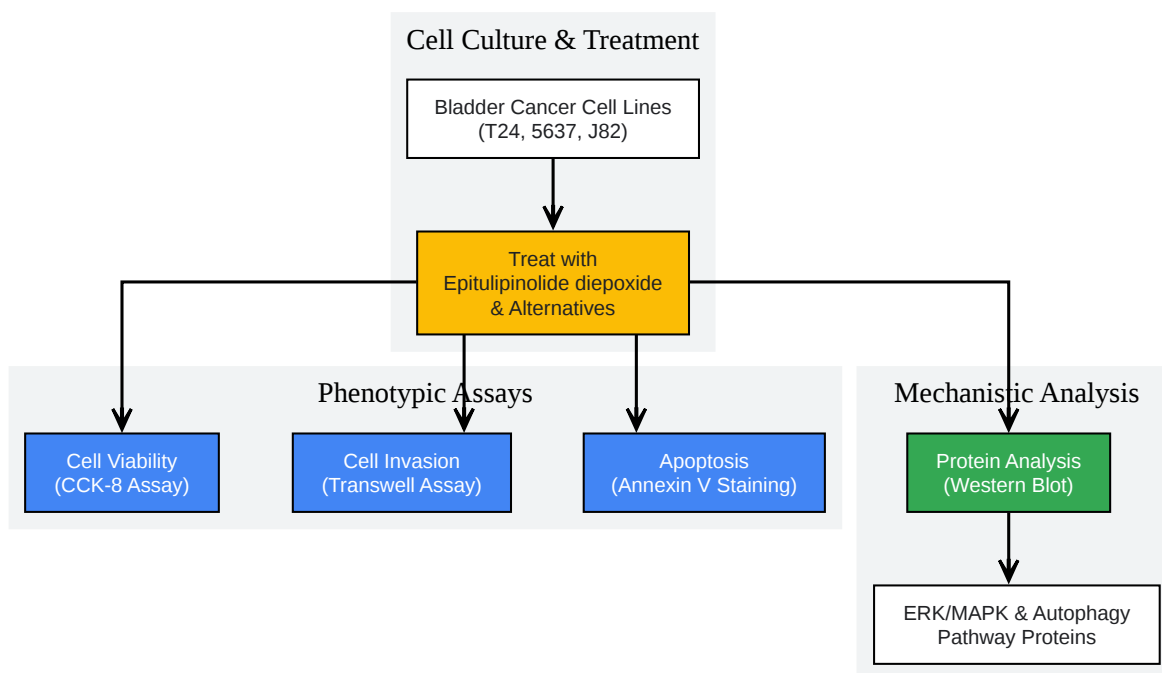 Cell Culture & Treatment
Bladder Cancer Cell Lines
(T24, 5637, J82)
Treat with
Epitulipinolide diepoxide
& Alternatives
Phenotypic Assays
Mechanistic Analysis
Cell Viability
(CCK-8 Assay)
Cell Invasion
(Transwell Assay)
Apoptosis
(Annexin V Staining)
Protein Analysis
(Western Blot)
ERK/MAPK & Autophagy
Pathway Proteins